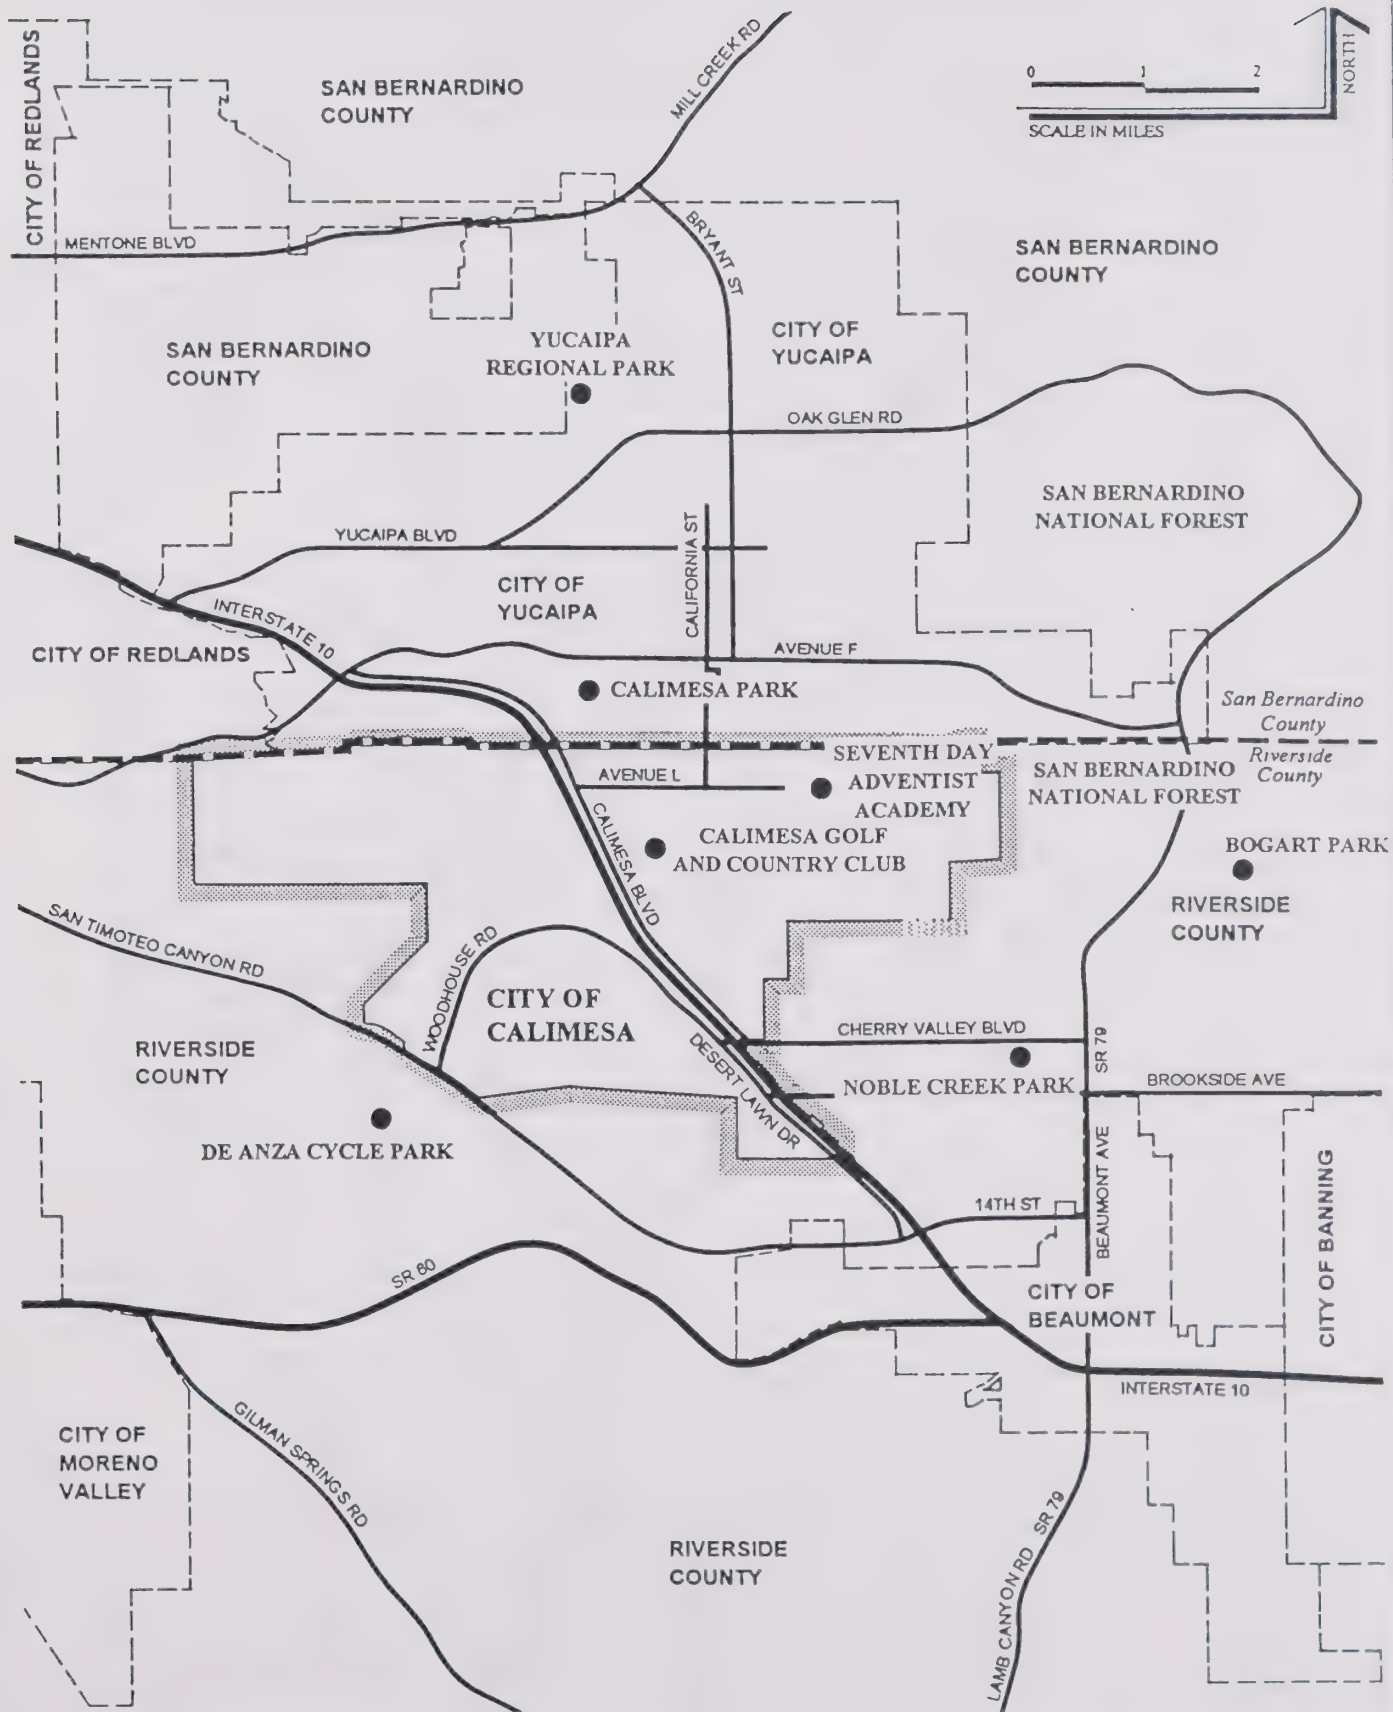 CITY OF REDLANDS
SAN BERNARDINO
COUNTY
MILL CREEK RD
0 1 2
SCALE IN MILES
NORTH
MENTONE BLVD
BRYANT ST
SAN BERNARDINO
COUNTY
SAN BERNARDINO
COUNTY
YUCAIPA
REGIONAL PARK
CITY OF
YUCAIPA
OAK GLEN RD
SAN BERNARDINO
NATIONAL FOREST
YUCAIPA BLVD
CALIFORNIA ST
CITY OF
YUCAIPA
INTERSTATE 10
CITY OF REDLANDS
AVENUE F
CALIMESA PARK
San Bernardino
County
Riverside
County
SEVENTH DAY
ADVENTIST
ACADEMY
SAN BERNARDINO
NATIONAL FOREST
AVENUE L
CALIMESA BLVD
CALIMESA GOLF
AND COUNTRY CLUB
BOGART PARK
RIVERSIDE
COUNTY
SAN TIMOTEO CANYON RD
WOODHOUSE RD
CITY OF
CALIMESA
CHERRY VALLEY BLVD
SR 79
RIVERSIDE
COUNTY
DESERT LAWN DR
NOBLE CREEK PARK
BROOKSIDE AVE
DE ANZA CYCLE PARK
BEAUMONT AVE
CITY OF BANNING
14TH ST
SR 60
CITY OF
BEAUMONT
INTERSTATE 10
CITY OF
MORENO
VALLEY
GILMAN SPRINGS RD
RIVERSIDE
COUNTY
LAMB CANYON RD SR 79